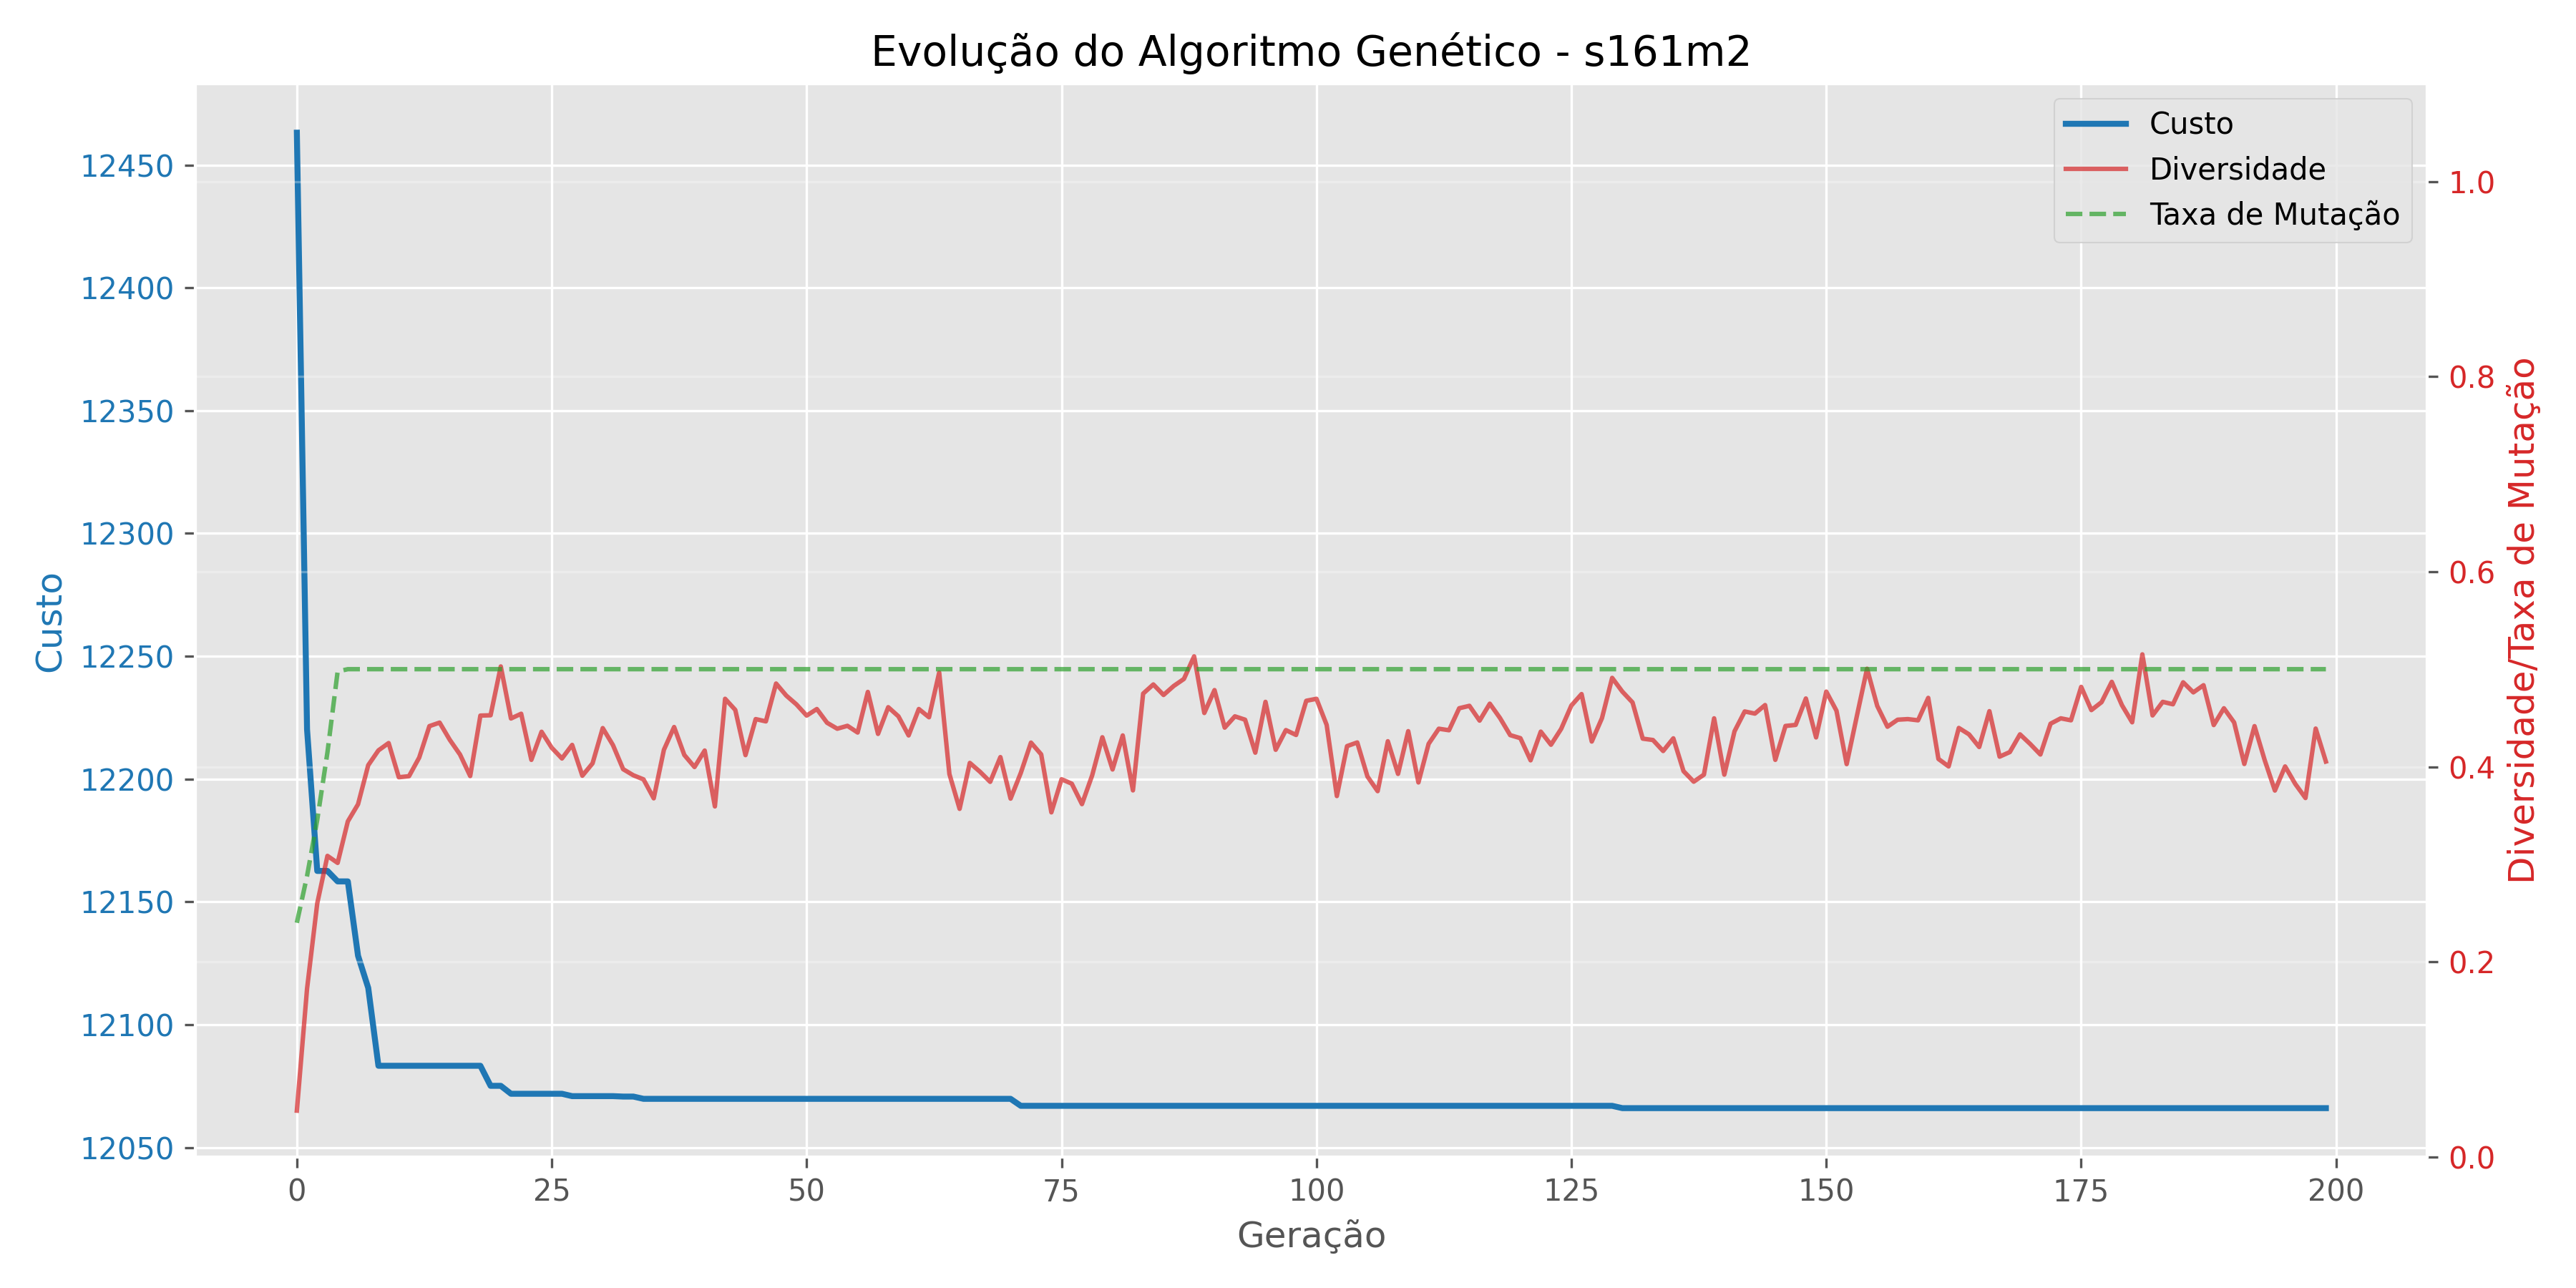 Evolução do Algoritmo Genético - s161m2
Custo
Diversidade
Taxa de Mutação
12450
12400
12350
12300
12250
12200
12150
12100
12050
Custo
1.0
0.8
0.6
0.4
0.2
0.0
Diversidade/Taxa de Mutação
0 25 50 75 100 125 150 175 200
Geração